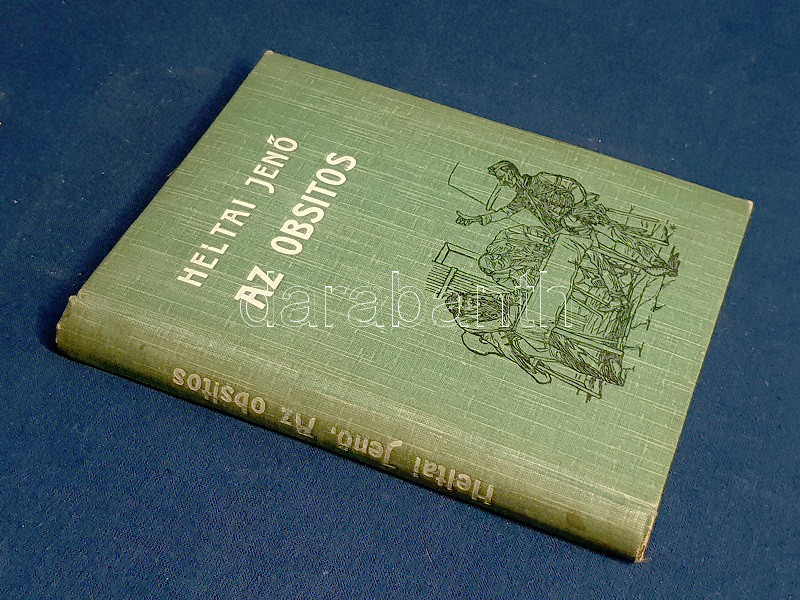 HELTAI JENŐ
AZ OBSITOS
darabanth
Heltai Jenő, Az obsitos